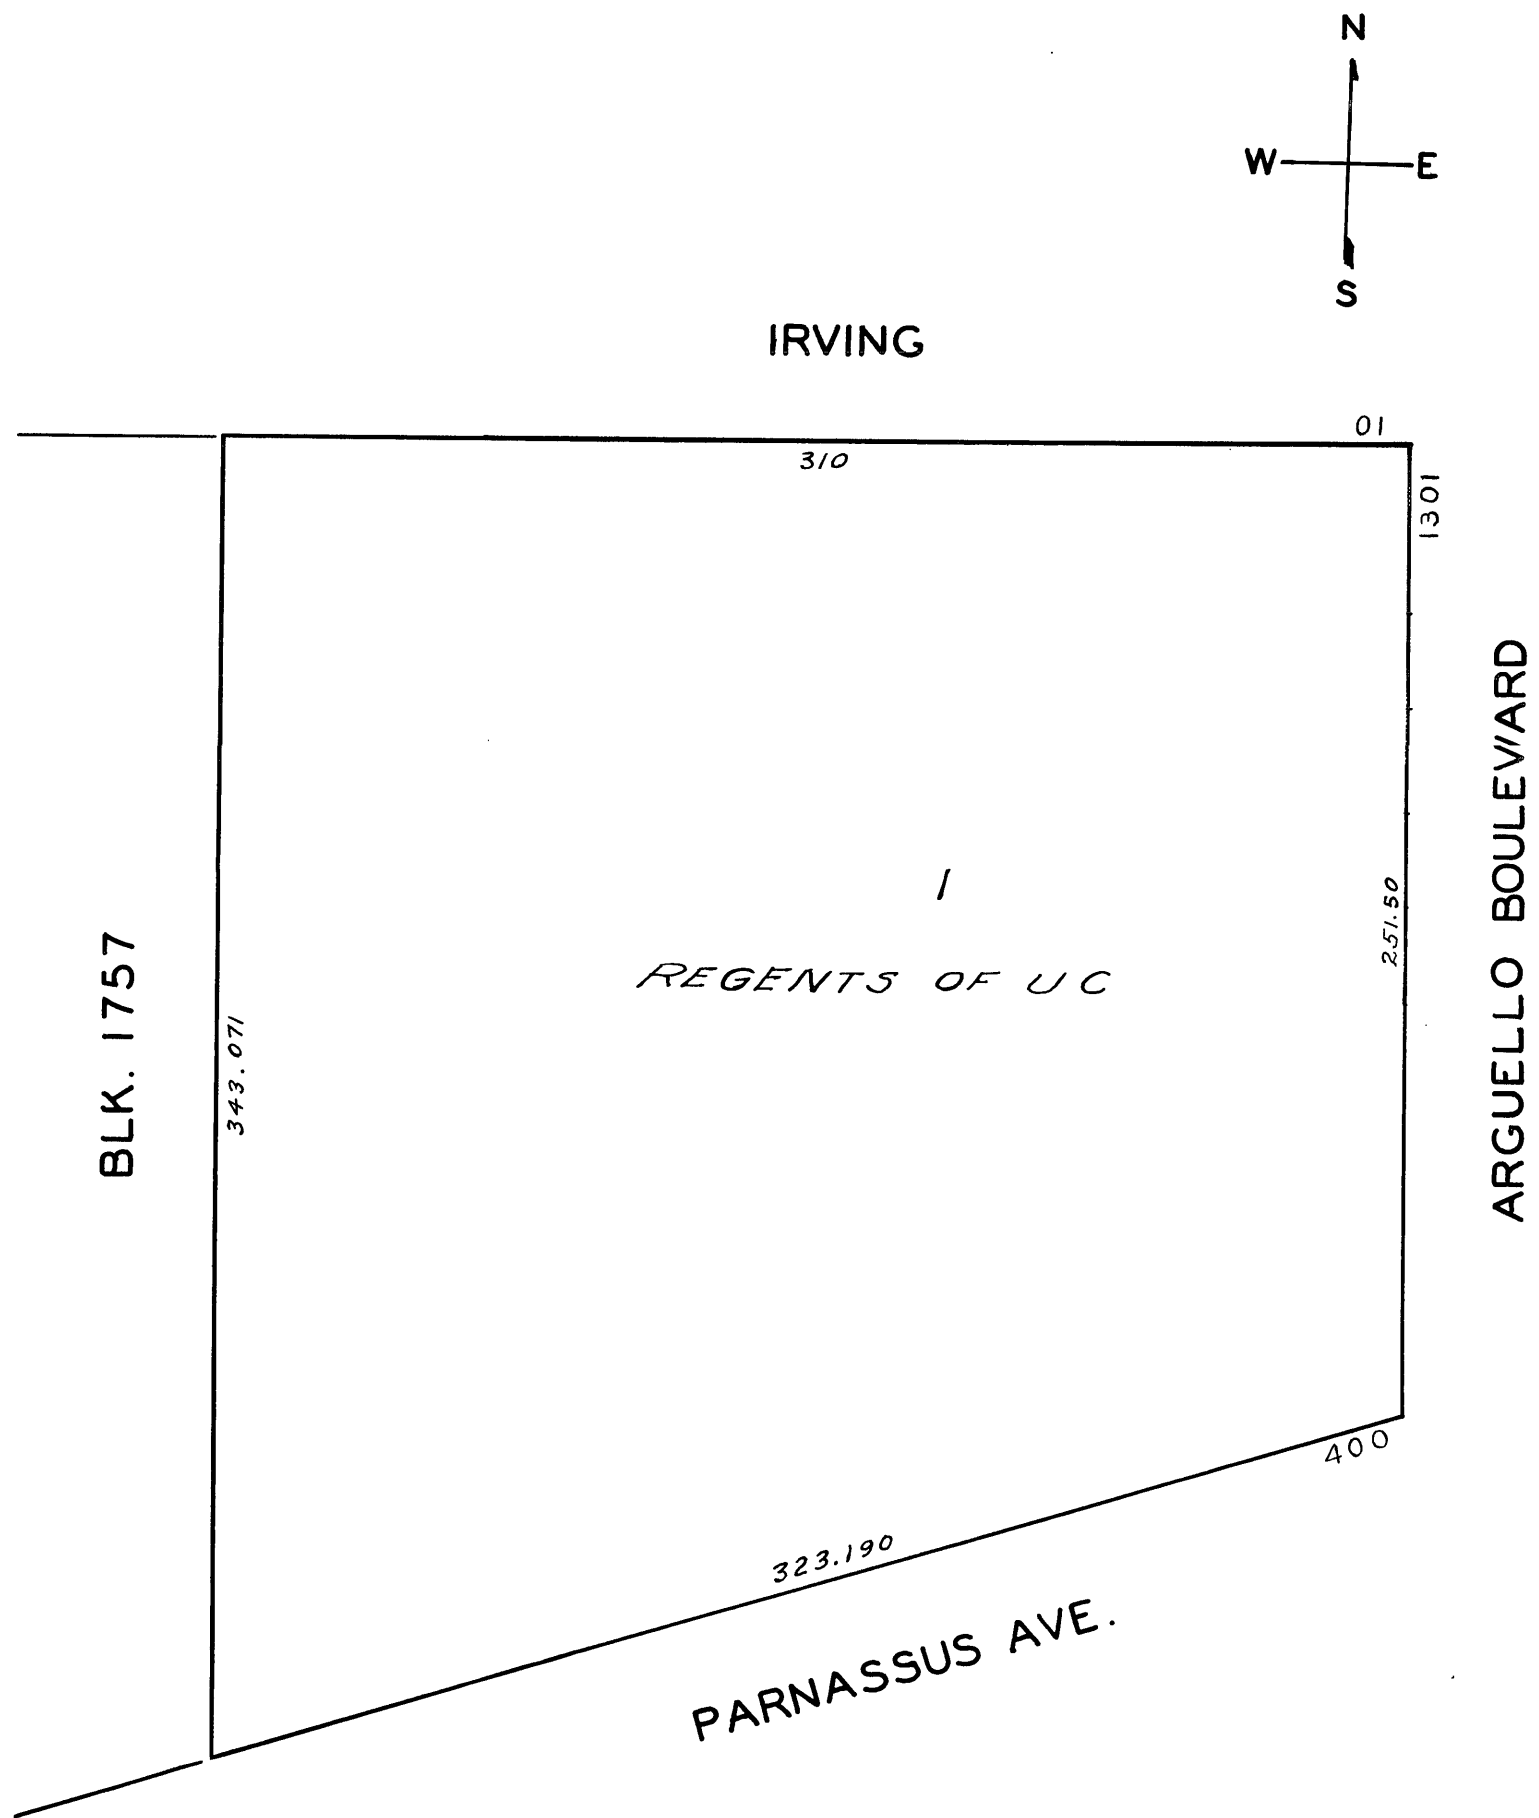 N
W E
S
IRVING
01
310
1301
ARGUELLO BOULEVARD
251.50
1
REGENTS OF UC
BLK. 1757
343.071
400
323.190
PARNASSUS AVE.